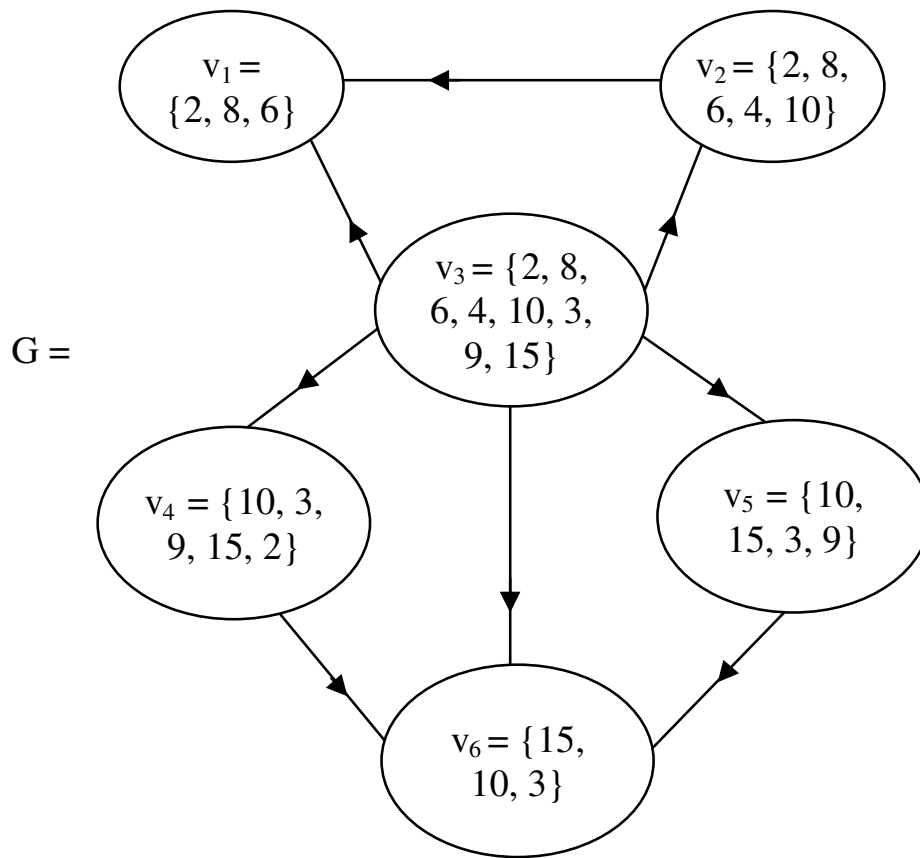 v₁ =
{2, 8, 6}
v₂ = {2, 8,
6, 4, 10}
v₃ = {2, 8,
6, 4, 10, 3,
9, 15}
G =
v₄ = {10, 3,
9, 15, 2}
v₅ = {10,
15, 3, 9}
v₆ = {15,
10, 3}